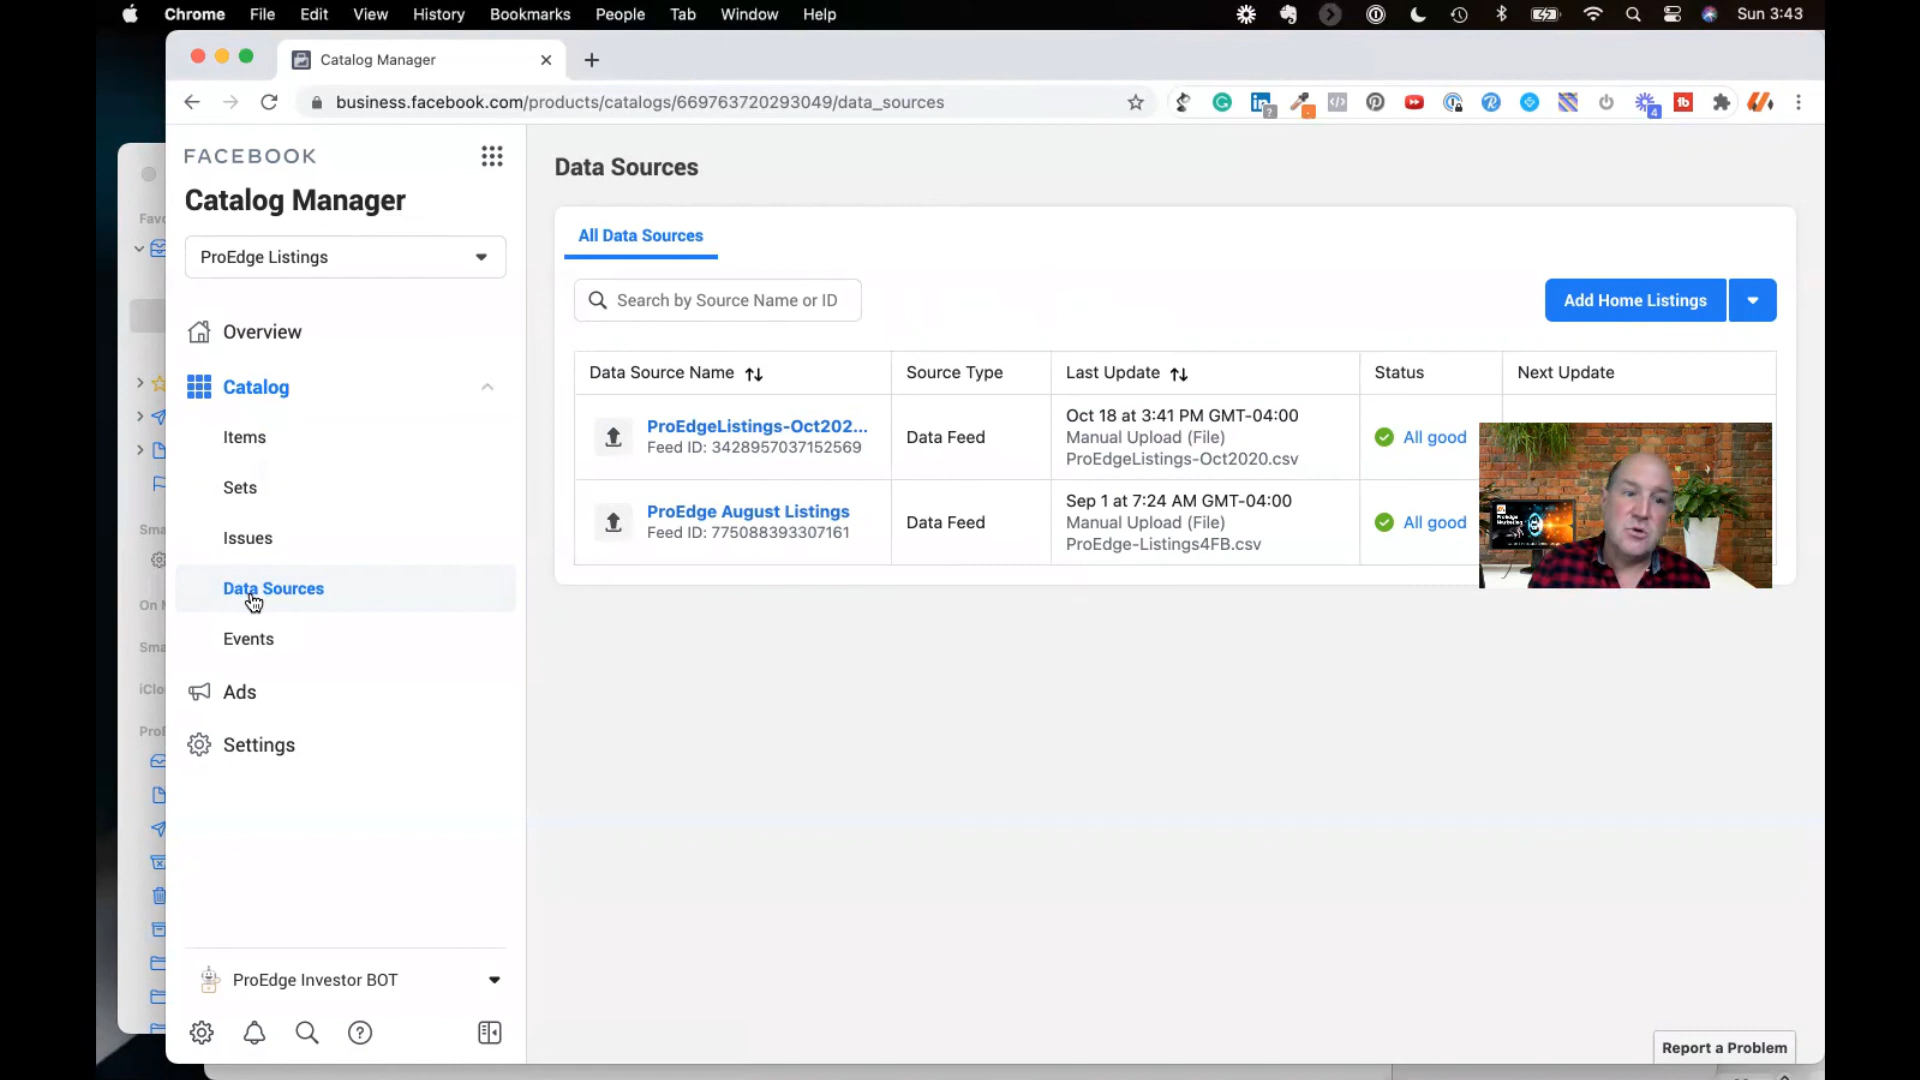 Chrome File Edit View History Bookmarks People Tab Window Help Sun 3:43
Catalog Manager
business.facebook.com/products/catalogs/669763720293049/data_sources
FACEBOOK
Catalog Manager
ProEdge Listings
Overview
Catalog
Items
Sets
Issues
Data Sources
Events
Ads
Settings
ProEdge Investor BOT
Data Sources
All Data Sources
Search by Source Name or ID
Add Home Listings
Data Source Name Source Type Last Update Status Next Update
ProEdgeListings-Oct202...
Feed ID: 3428957037152569
Data Feed
Oct 18 at 3:41 PM GMT-04:00
Manual Upload (File)
ProEdgeListings-Oct2020.csv
All good
ProEdge August Listings
Feed ID: 775088393307161
Data Feed
Sep 1 at 7:24 AM GMT-04:00
Manual Upload (File)
ProEdge-Listings4FB.csv
All good
Report a Problem
Favo
Sma
On M
Sma
iClo
ProE